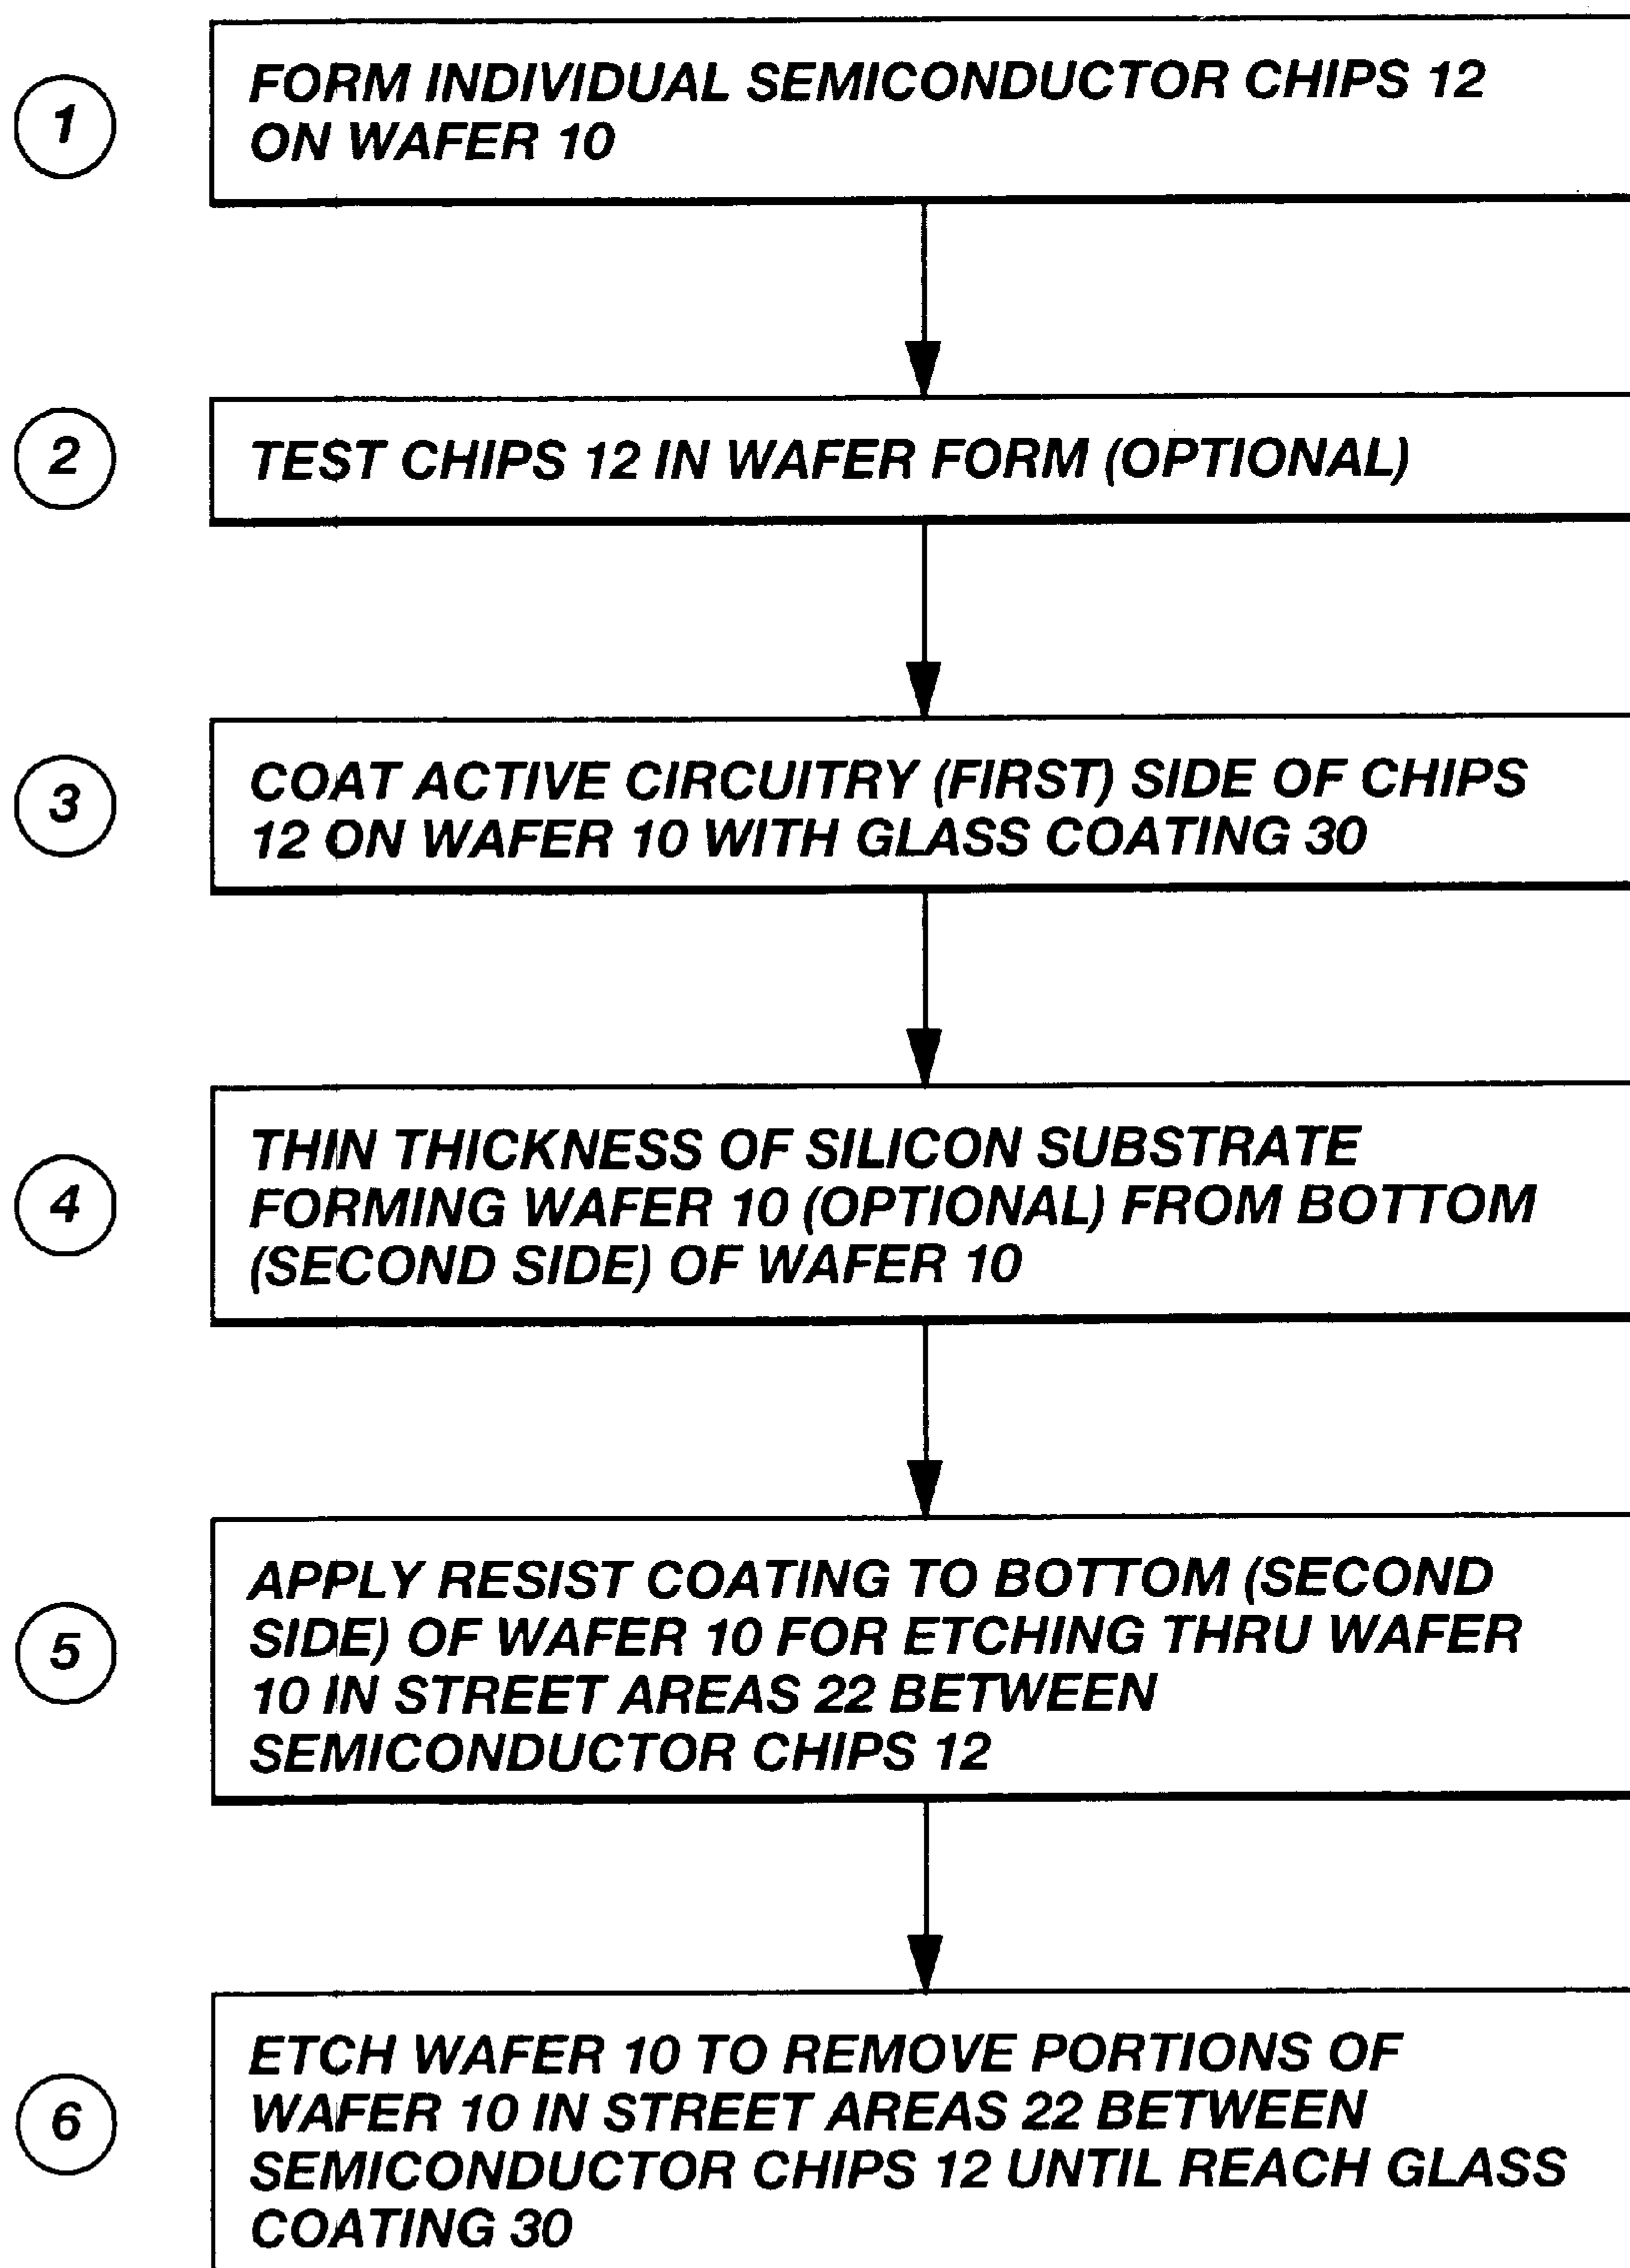 1
FORM INDIVIDUAL SEMICONDUCTOR CHIPS 12
ON WAFER 10
2
TEST CHIPS 12 IN WAFER FORM (OPTIONAL)
3
COAT ACTIVE CIRCUITRY (FIRST) SIDE OF CHIPS
12 ON WAFER 10 WITH GLASS COATING 30
4
THIN THICKNESS OF SILICON SUBSTRATE
FORMING WAFER 10 (OPTIONAL) FROM BOTTOM
(SECOND SIDE) OF WAFER 10
5
APPLY RESIST COATING TO BOTTOM (SECOND
SIDE) OF WAFER 10 FOR ETCHING THRU WAFER
10 IN STREET AREAS 22 BETWEEN
SEMICONDUCTOR CHIPS 12
6
ETCH WAFER 10 TO REMOVE PORTIONS OF
WAFER 10 IN STREET AREAS 22 BETWEEN
SEMICONDUCTOR CHIPS 12 UNTIL REACH GLASS
COATING 30